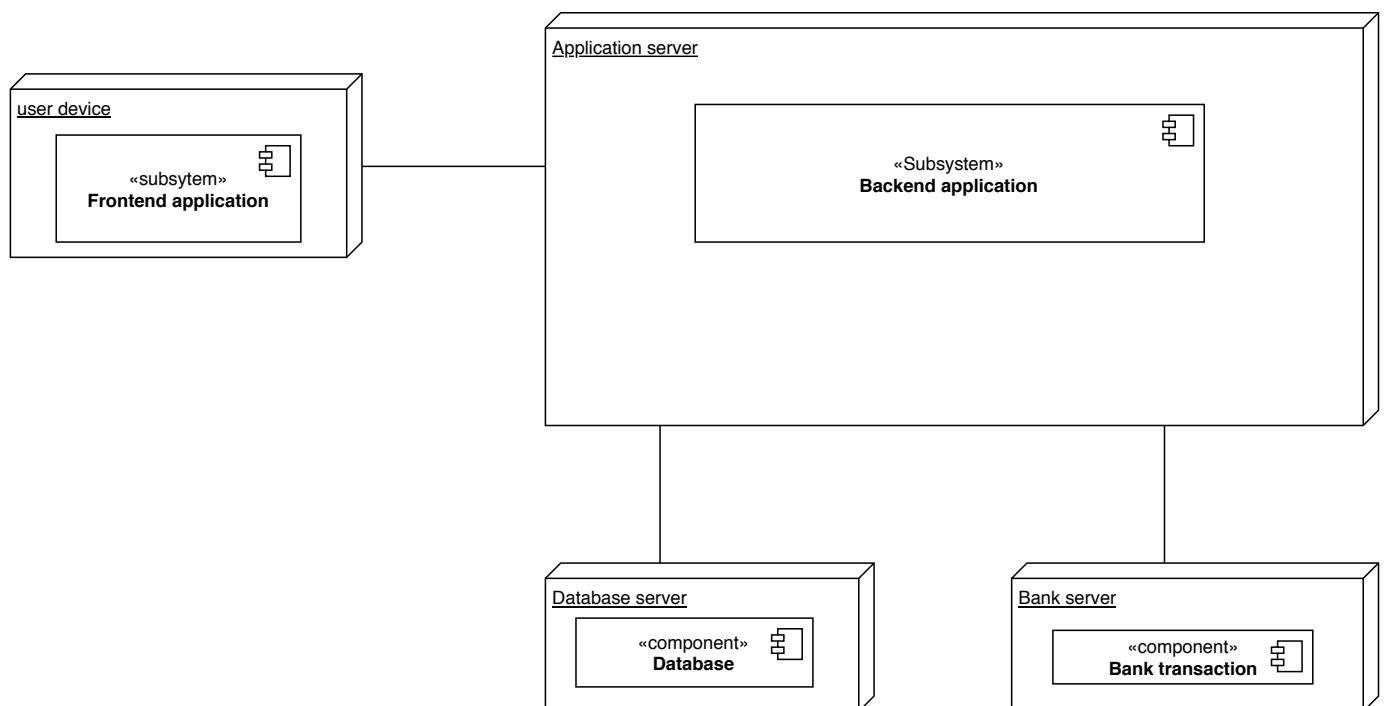 Application server
user device
«subsytem»
Frontend application
«Subsystem»
Backend application
Database server
«component»
Database
Bank server
«component»
Bank transaction